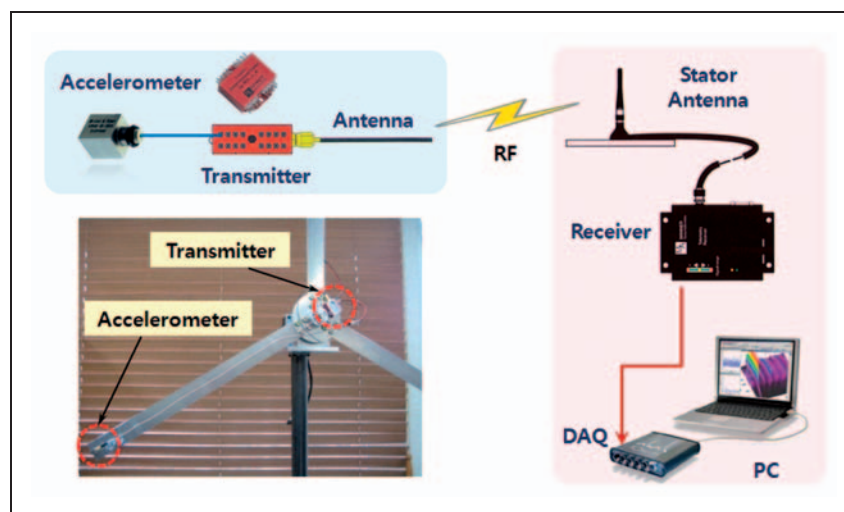 Accelerometer
Antenna
Transmitter
RF
Stator
Antenna
Receiver
Transmitter
Accelerometer
DAQ
PC